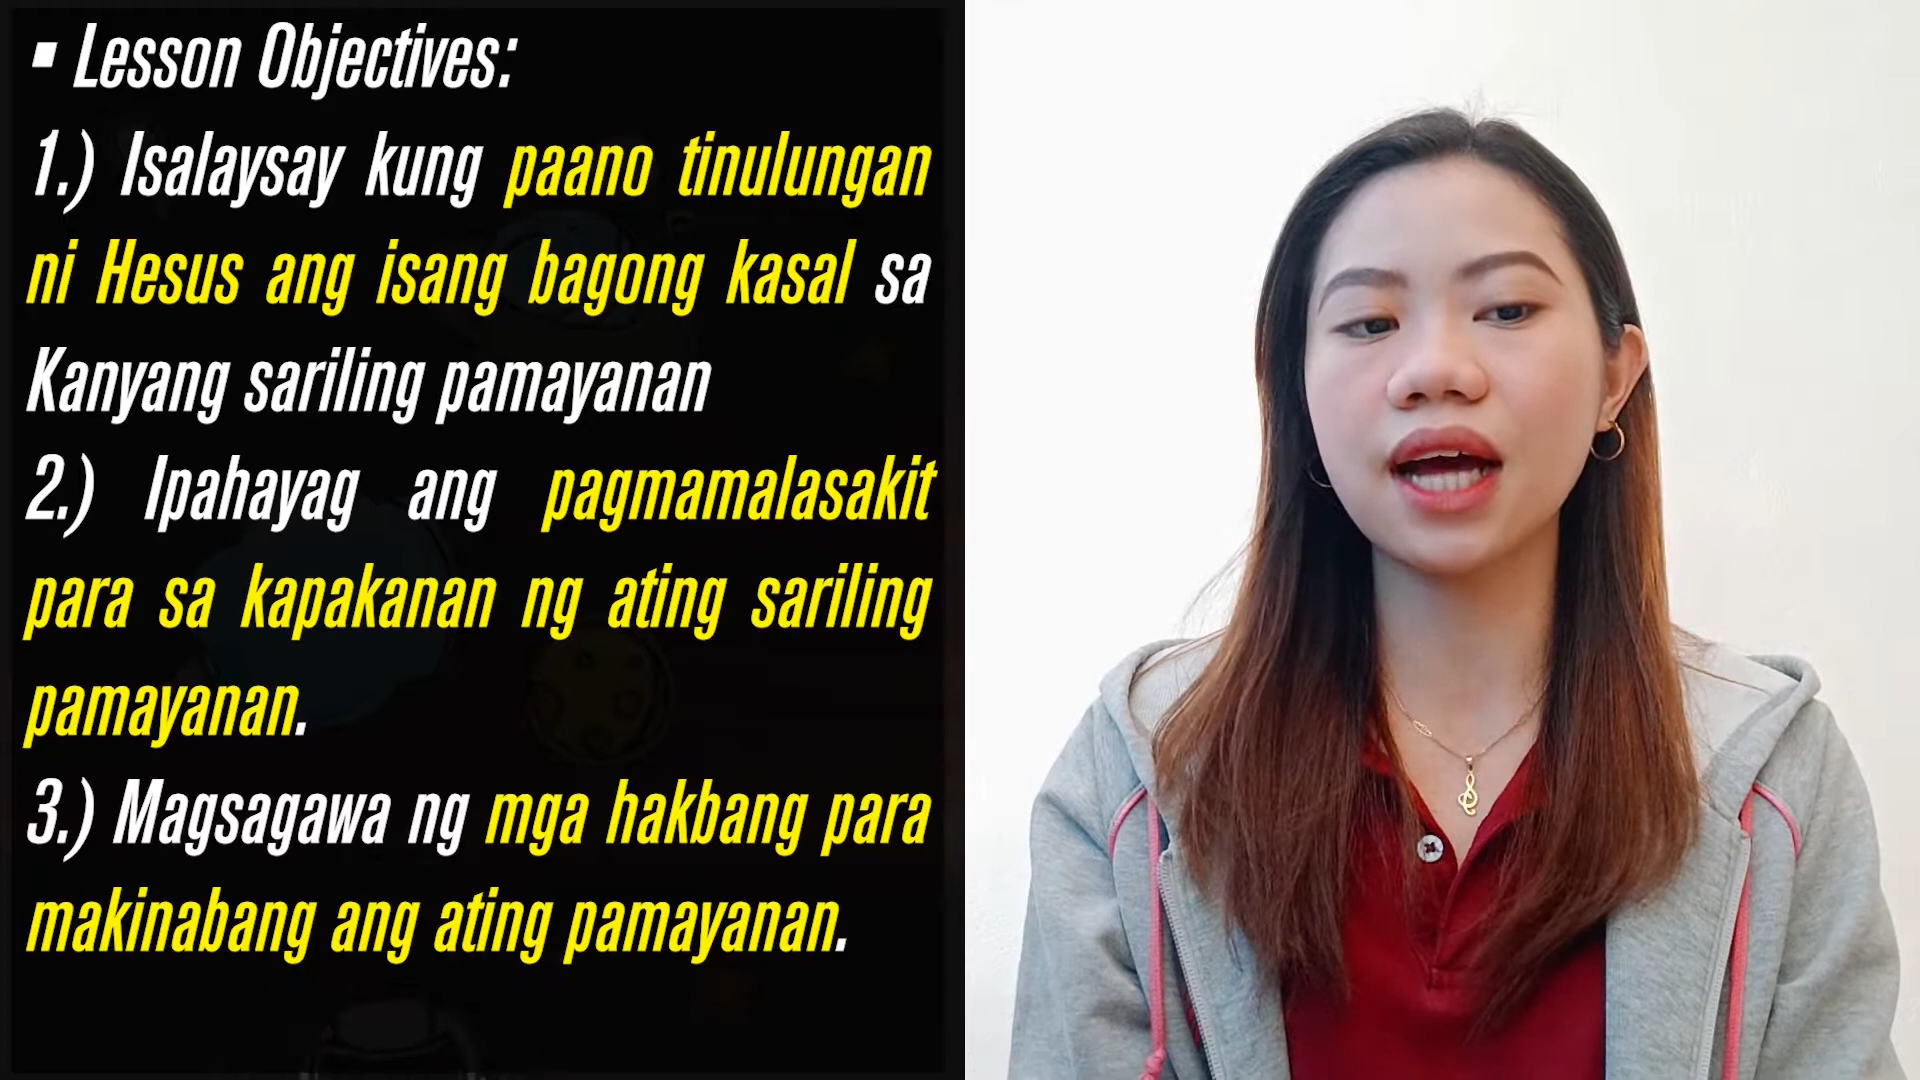 ▪ Lesson Objectives:
1.) Isalaysay kung paano tinulungan
ni Hesus ang isang bagong kasal sa
Kanyang sariling pamayanan
2.) Ipahayag ang pagmamalasakit
para sa kapakanan ng ating sariling
pamayanan.
3.) Magsagawa ng mga hakbang para
makinabang ang ating pamayanan.